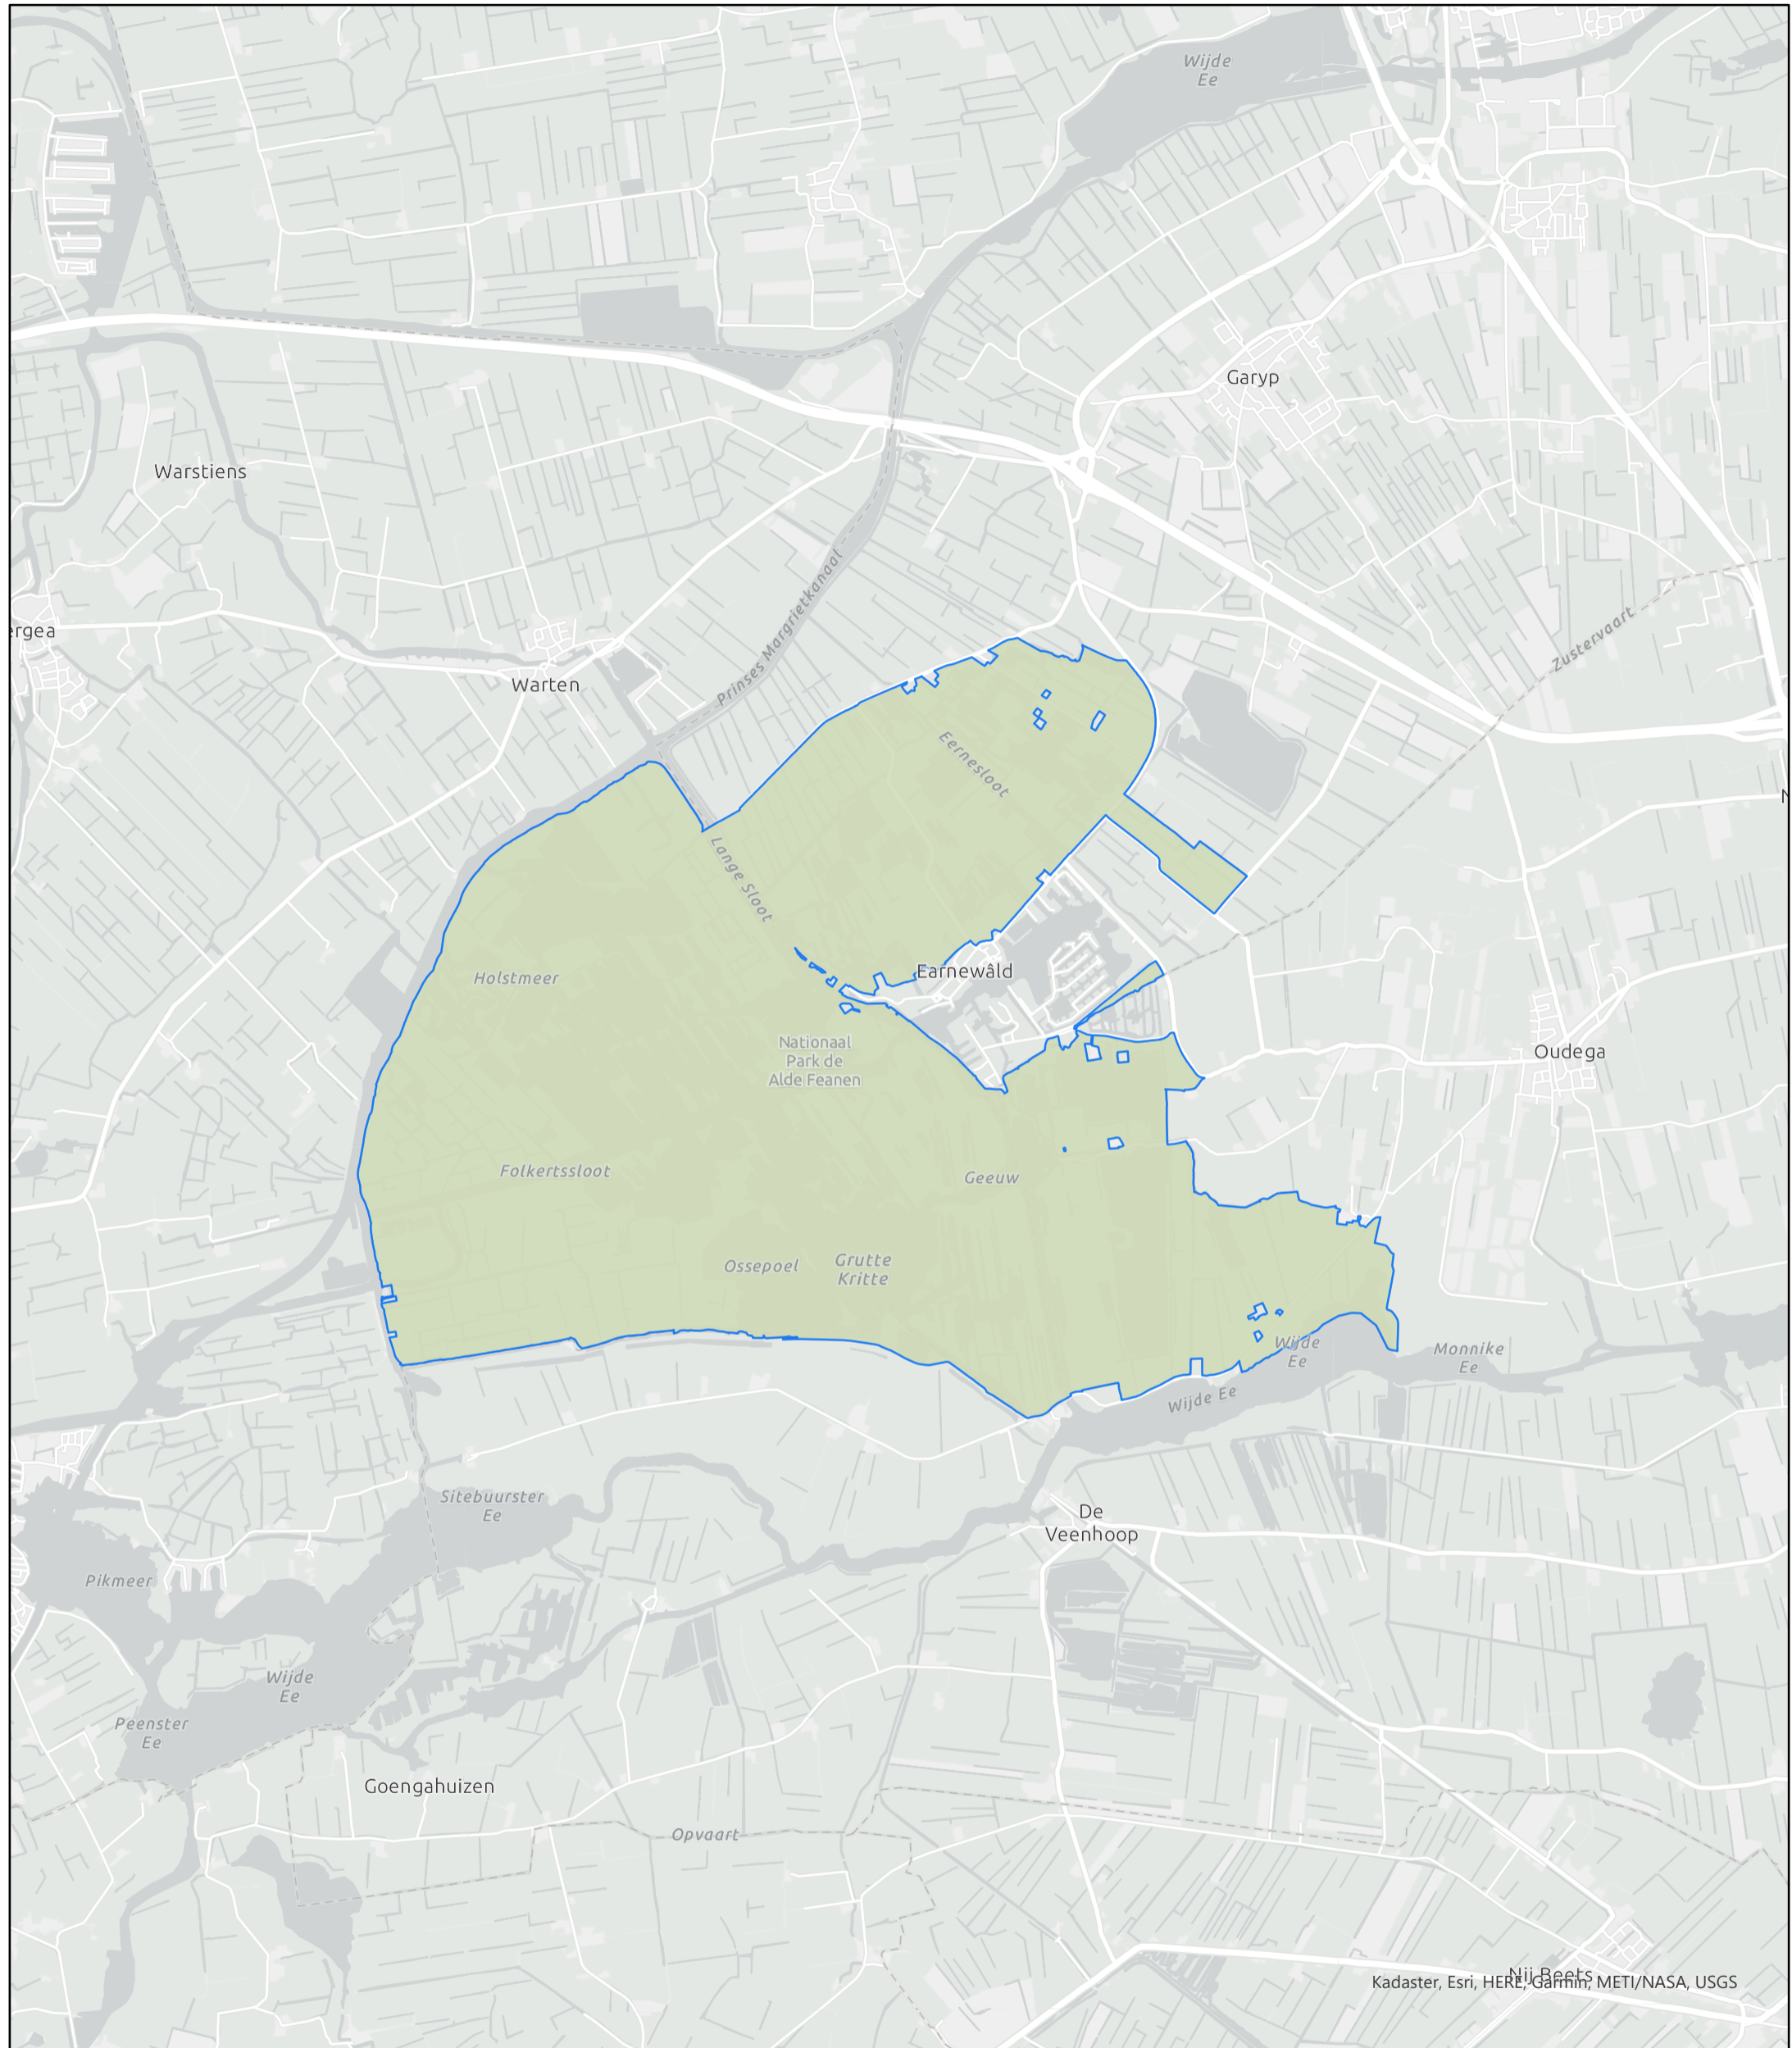 Wijde
Ee
Garyp
Warstiens
Prinses Margrietkanaal
Zustervaart
ergea
Warten
Eernesloot
N
Lange Sloot
Earnewâld
Holstmeer
Nationaal
Park de
Alde Feanen
Oudega
Folkertssloot
Geeuw
Ossepoel
Grutte
Kritte
Wijde
Ee
Monnike
Ee
Wijde Ee
Sitebuurster
Ee
De
Veenhoop
Pikmeer
Wijde
Ee
Peenster
Ee
Goengahuizen
Opvaart
Nij Beets
Kadaster, Esri, HERE, Garmin, METI/NASA, USGS